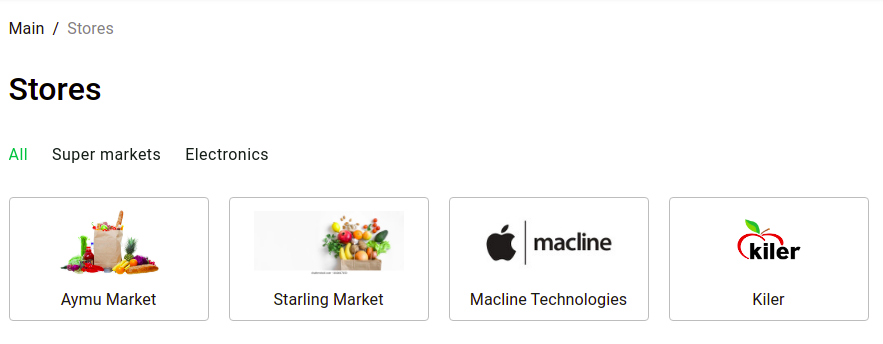 Main / Stores
Stores
All Super markets Electronics
macline
kiler
Aymu Market Starling Market Macline Technologies Kiler